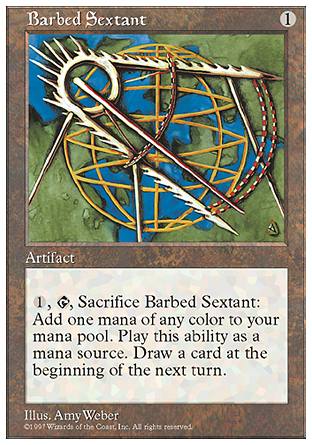 Barbed Sextant 1
Artifact
1, , Sacrifice Barbed Sextant:
Add one mana of any color to your
mana pool. Play this ability as a
mana source. Draw a card at the
beginning of the next turn.
Illus. Amy Weber
©1997 Wizards of the Coast, Inc. All rights reserved.